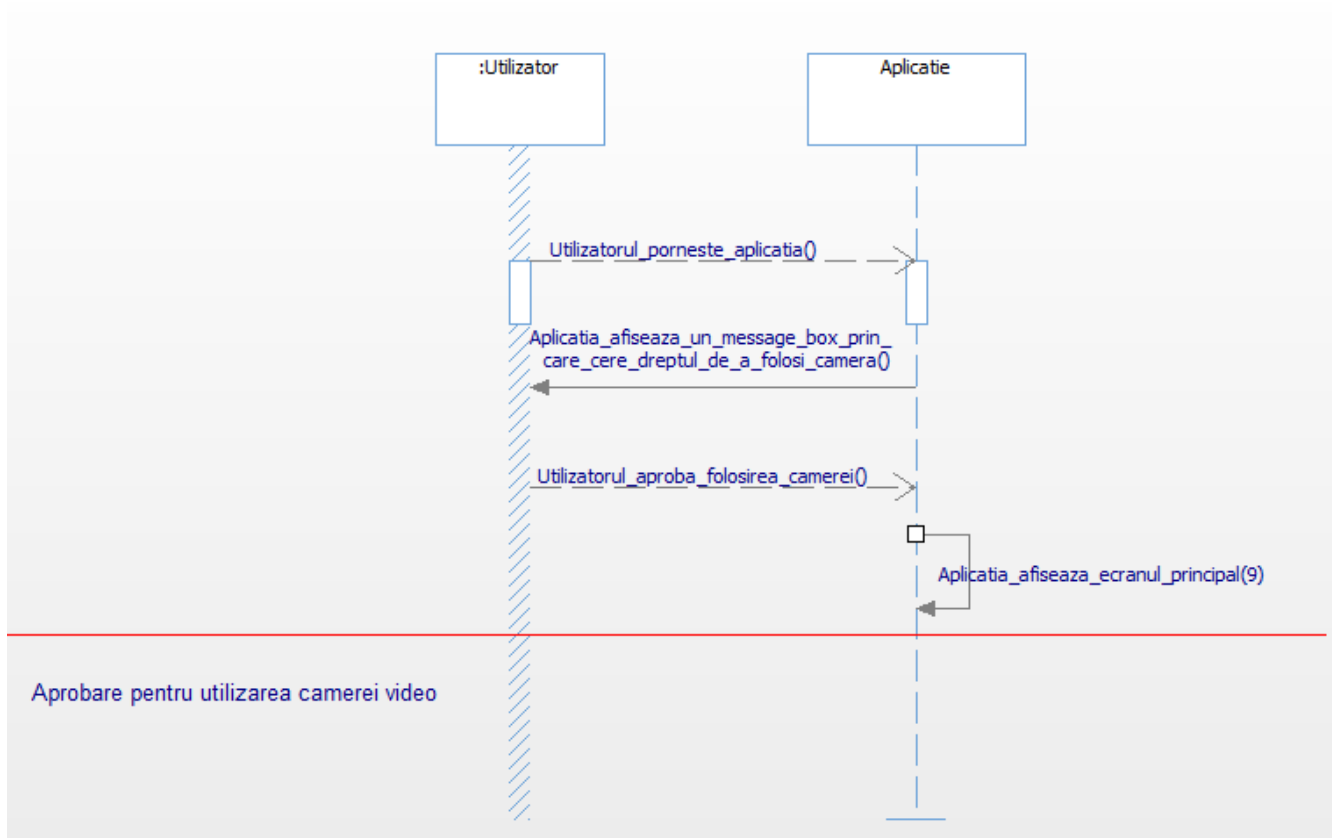 :Utilizator
Aplicatie
Utilizatorul_porneste_aplicatia()
Aplicatia_afiseaza_un_message_box_prin_
care_cere_dreptul_de_a_folosi_camera()
Utilizatorul_aproba_folosirea_camerei()
Aplicatia_afiseaza_ecranul_principal(9)
Aprobare pentru utilizarea camerei video